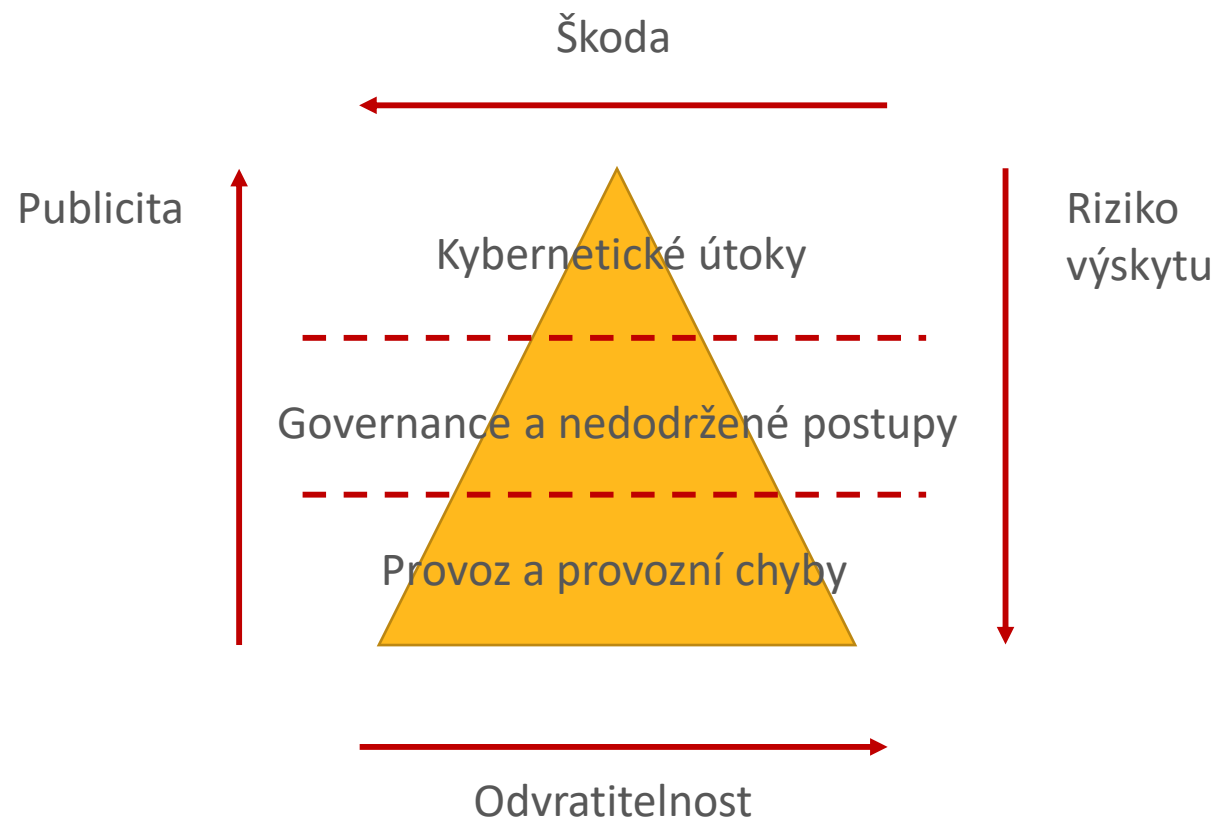 Škoda
Publicita
Riziko
výskytu
Kybernetické útoky
Governance a nedodržené postupy
Provoz a provozní chyby
Odvratitelnost